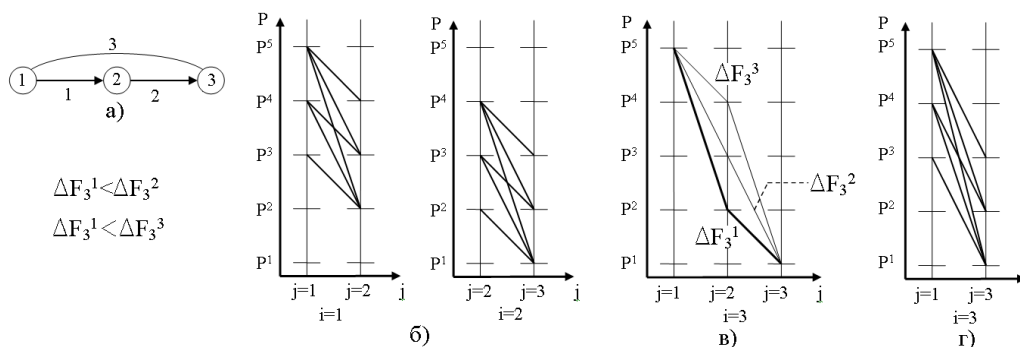 3
1 2 3
1 2
а)
ΔF₃¹<ΔF₃²
ΔF₃¹<ΔF₃³
P
P⁵
P⁴
P³
P²
P¹
j=1 j=2 j
i=1
P
P⁵
P⁴
P³
P²
P¹
j=2 j=3 j
i=2
б)
P
P⁵
P⁴
P³
P²
P¹
ΔF₃³
ΔF₃²
ΔF₃¹
j=1 j=2 j=3 j
i=3
в)
P
P⁵
P⁴
P³
P²
P¹
j=1 j=3 j
i=3
г)